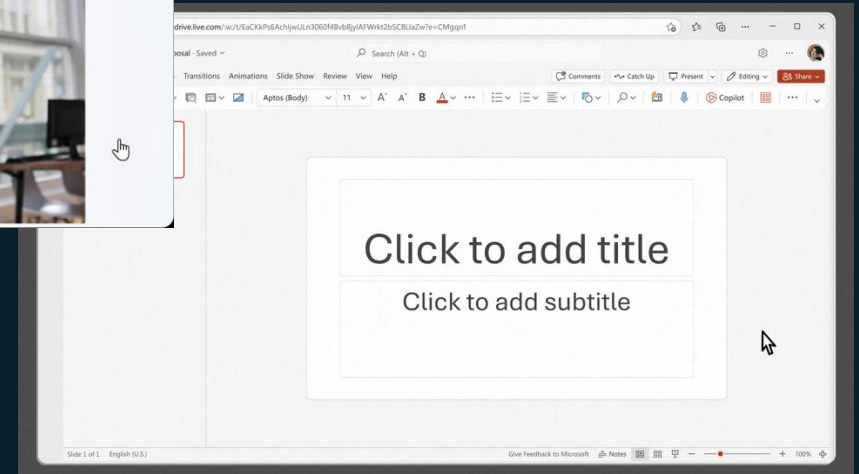 drive.live.com/:w:/t/EaCKkPs6AchIjwULn3060f4Bvb8jyIAFWrkt2bSC8LIaZw?e=CMgqn1
posal - Saved
Search (Alt + Q)
Transitions Animations Slide Show Review View Help
Comments Catch Up Present Editing Share
Aptos (Body) 11 A A B A Copilot
Click to add title
Click to add subtitle
Slide 1 of 1 English (U.S.)
Give Feedback to Microsoft Notes 100%